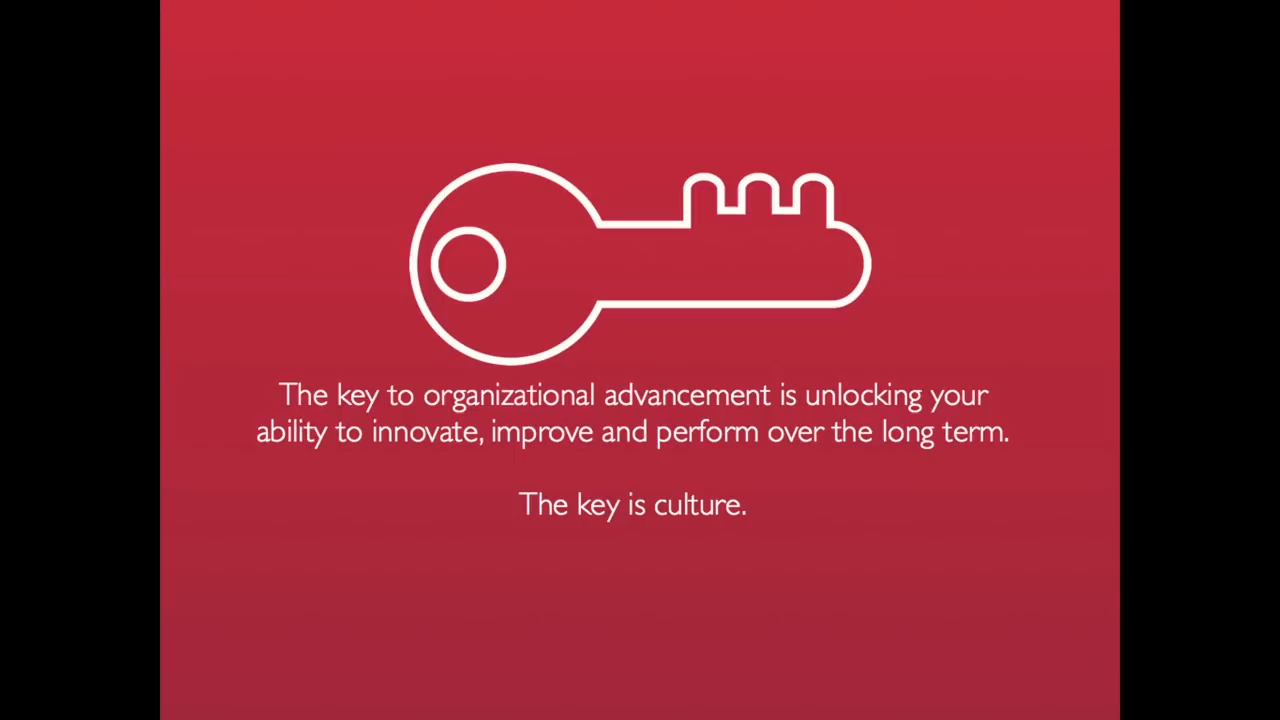 The key to organizational advancement is unlocking your
ability to innovate, improve and perform over the long term.
The key is culture.